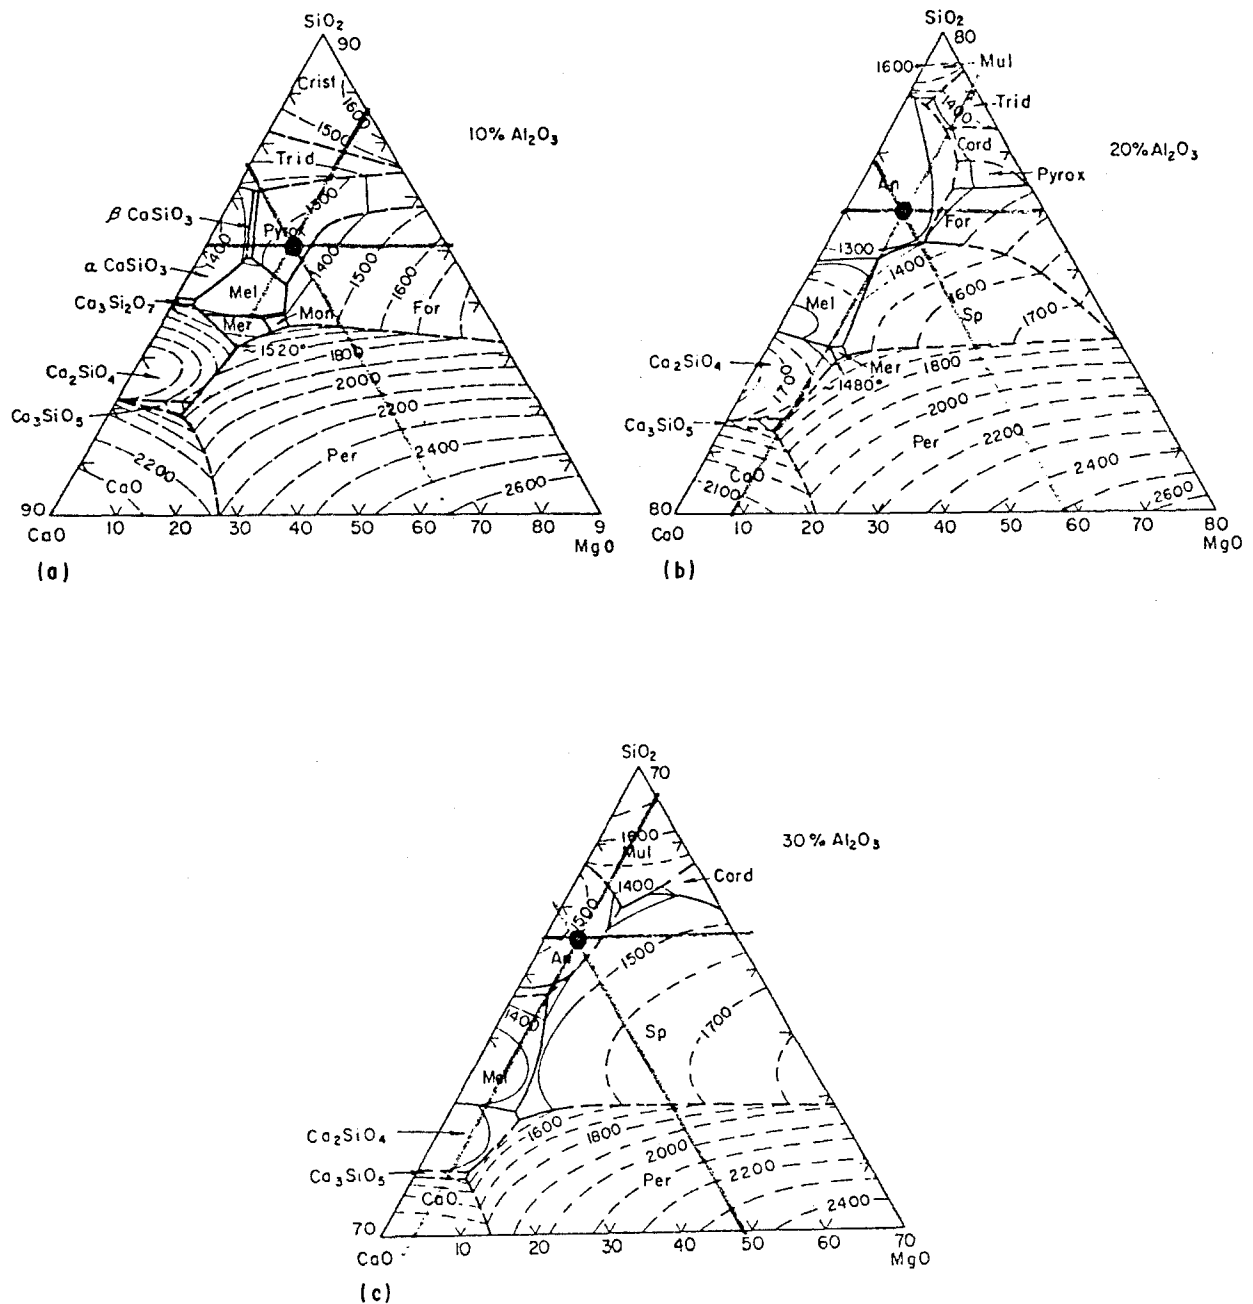 SiO₂
90
Crist
1600
1500
10% Al₂O₃
Trid
1300
β CaSiO₃
Pyrox
1400
1400
α CaSiO₃
1500
1600
Ca₃Si₂O₇
Mel
Mer
Mon
For
~1520°
1800
Ca₂SiO₄
2000
Ca₃SiO₅
2200
Per
2400
2200
CaO
2600
90
10 20 30 40 50 60 70 80 9
CaO
MgO
(a)
SiO₂
80
1600
Mul
1400
Trid
Cord
20% Al₂O₃
Pyrox
An
For
1300
1400
Mel
1600
Sp
1700
Ca₂SiO₄
1700
Mer
1800
~1480°
2000
Ca₃SiO₅
2200
Per
CaO
2400
2100
2600
80
10 20 30 40 50 60 70 80
CaO
MgO
(b)
SiO₂
70
1600
Mul
30% Al₂O₃
1400
Cord
1500
An
1500
1400
Sp
1700
Mel
Ca₂SiO₄
1600
1800
2000
Ca₃SiO₅
2200
Per
CaO
2400
70
10 20 30 40 50 60 70
CaO
MgO
(c)